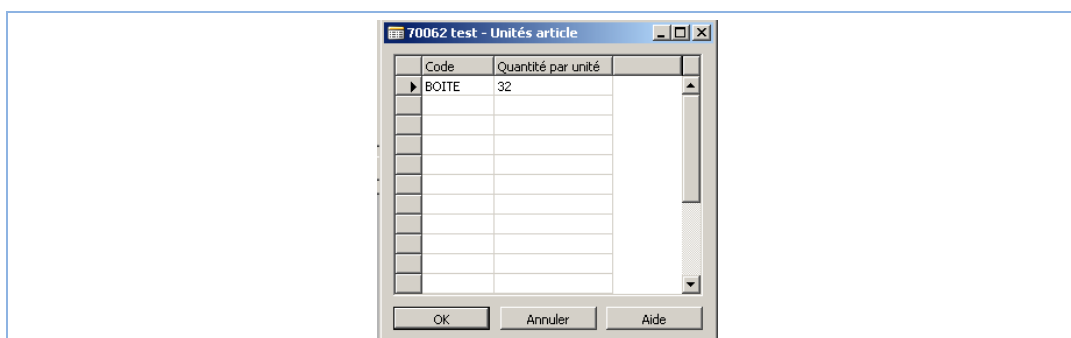 70062 test - Unités article
Code Quantité par unité
BOITE 32
OK Annuler Aide